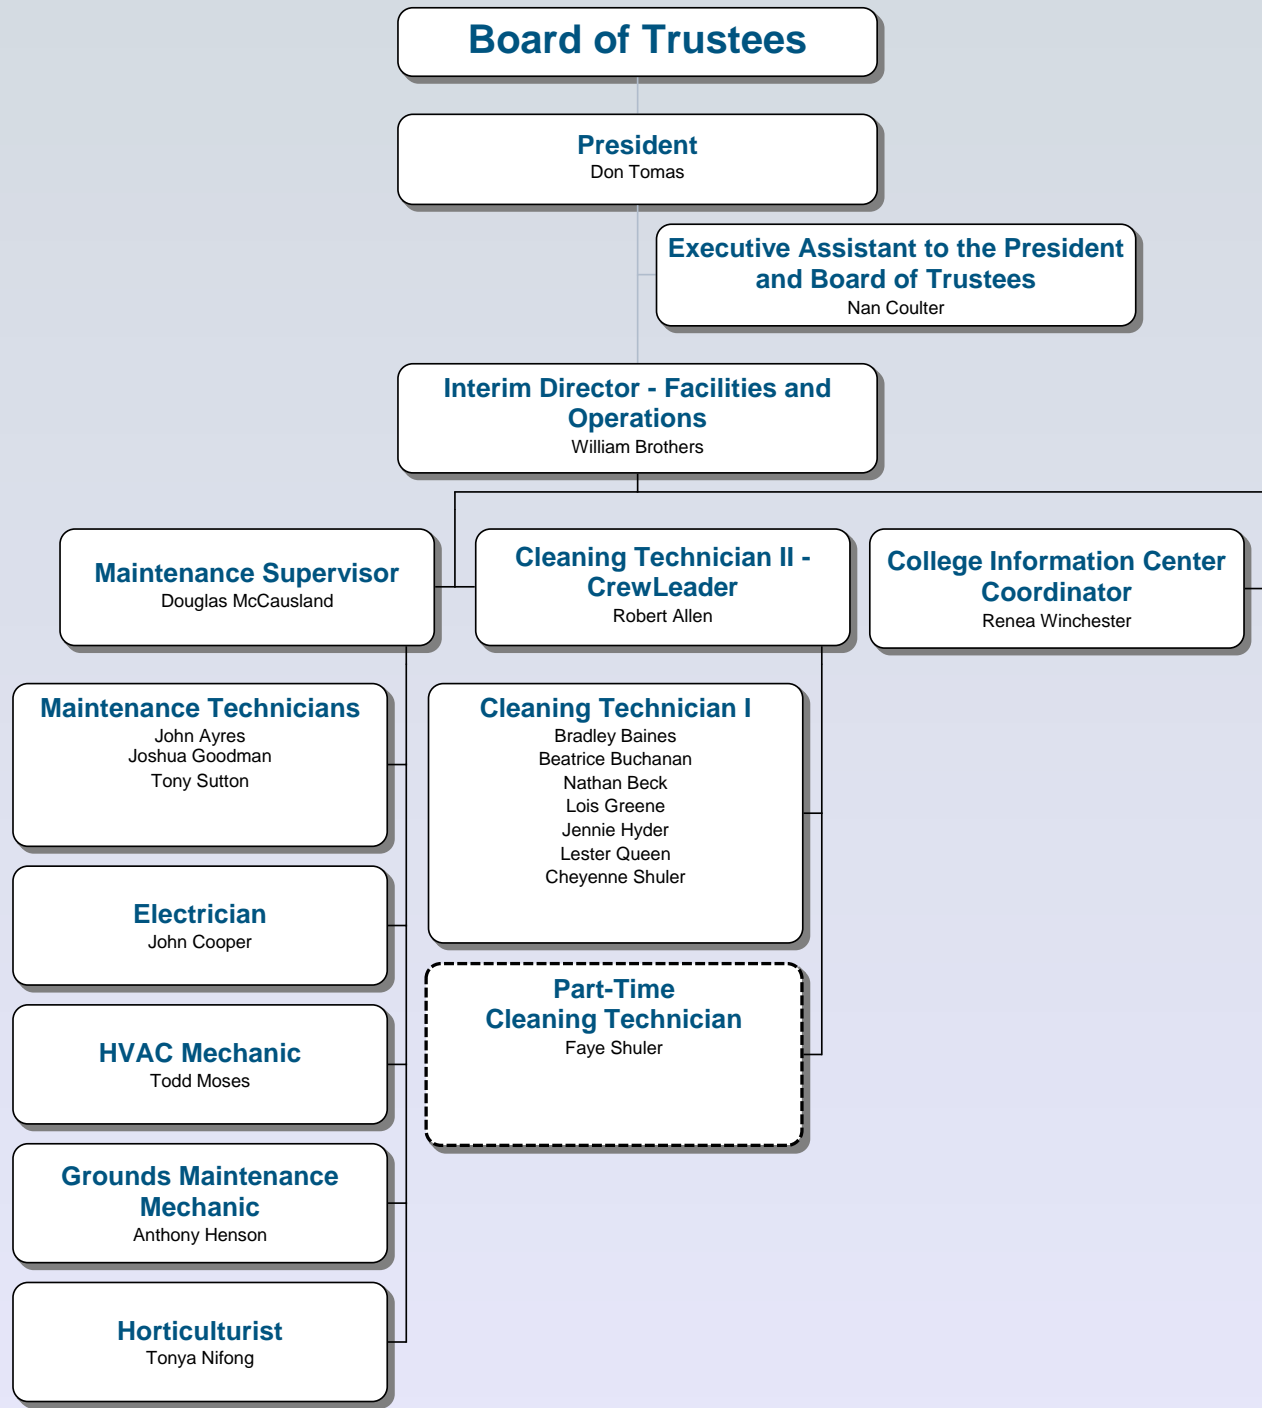 Board of Trustees
President
Don Tomas
Executive Assistant to the President
and Board of Trustees
Nan Coulter
Interim Director - Facilities and
Operations
William Brothers
Maintenance Supervisor
Douglas McCausland
Cleaning Technician II -
CrewLeader
Robert Allen
College Information Center
Coordinator
Renea Winchester
Maintenance Technicians
John Ayres
Joshua Goodman
Tony Sutton
Cleaning Technician I
Bradley Baines
Beatrice Buchanan
Nathan Beck
Lois Greene
Jennie Hyder
Lester Queen
Cheyenne Shuler
Electrician
John Cooper
Part-Time
Cleaning Technician
Faye Shuler
HVAC Mechanic
Todd Moses
Grounds Maintenance
Mechanic
Anthony Henson
Horticulturist
Tonya Nifong